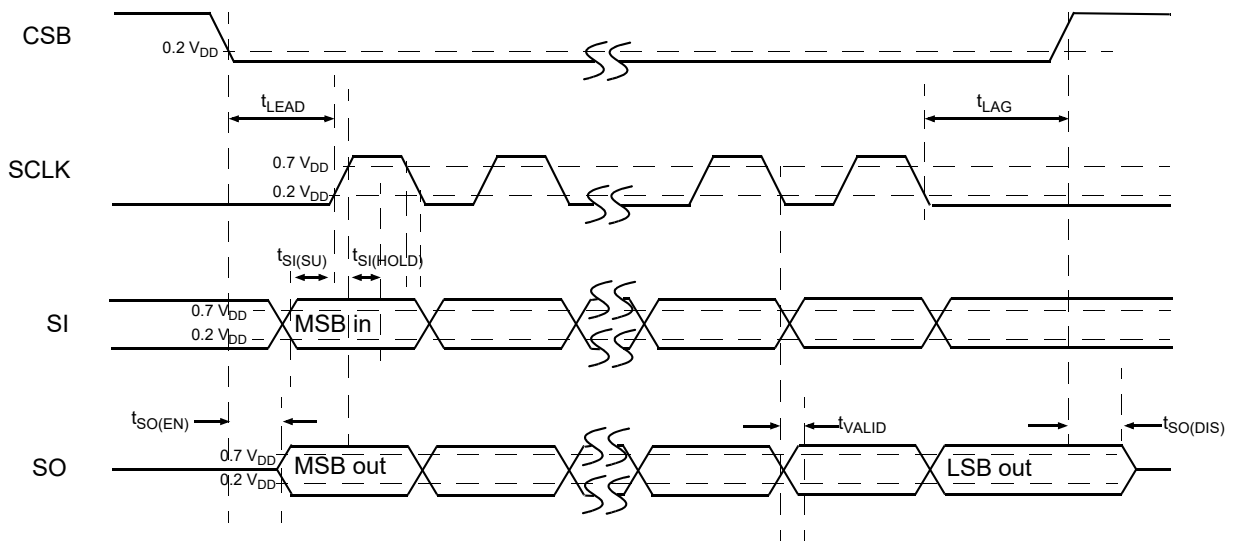 CSB
0.2 VDD
tLEAD
tLAG
SCLK
0.7 VDD
0.2 VDD
tSI(SU)
tSI(HOLD)
SI
0.7 VDD
0.2 VDD
MSB in
tSO(EN)
tVALID
tSO(DIS)
SO
0.7 VDD
0.2 VDD
MSB out
LSB out